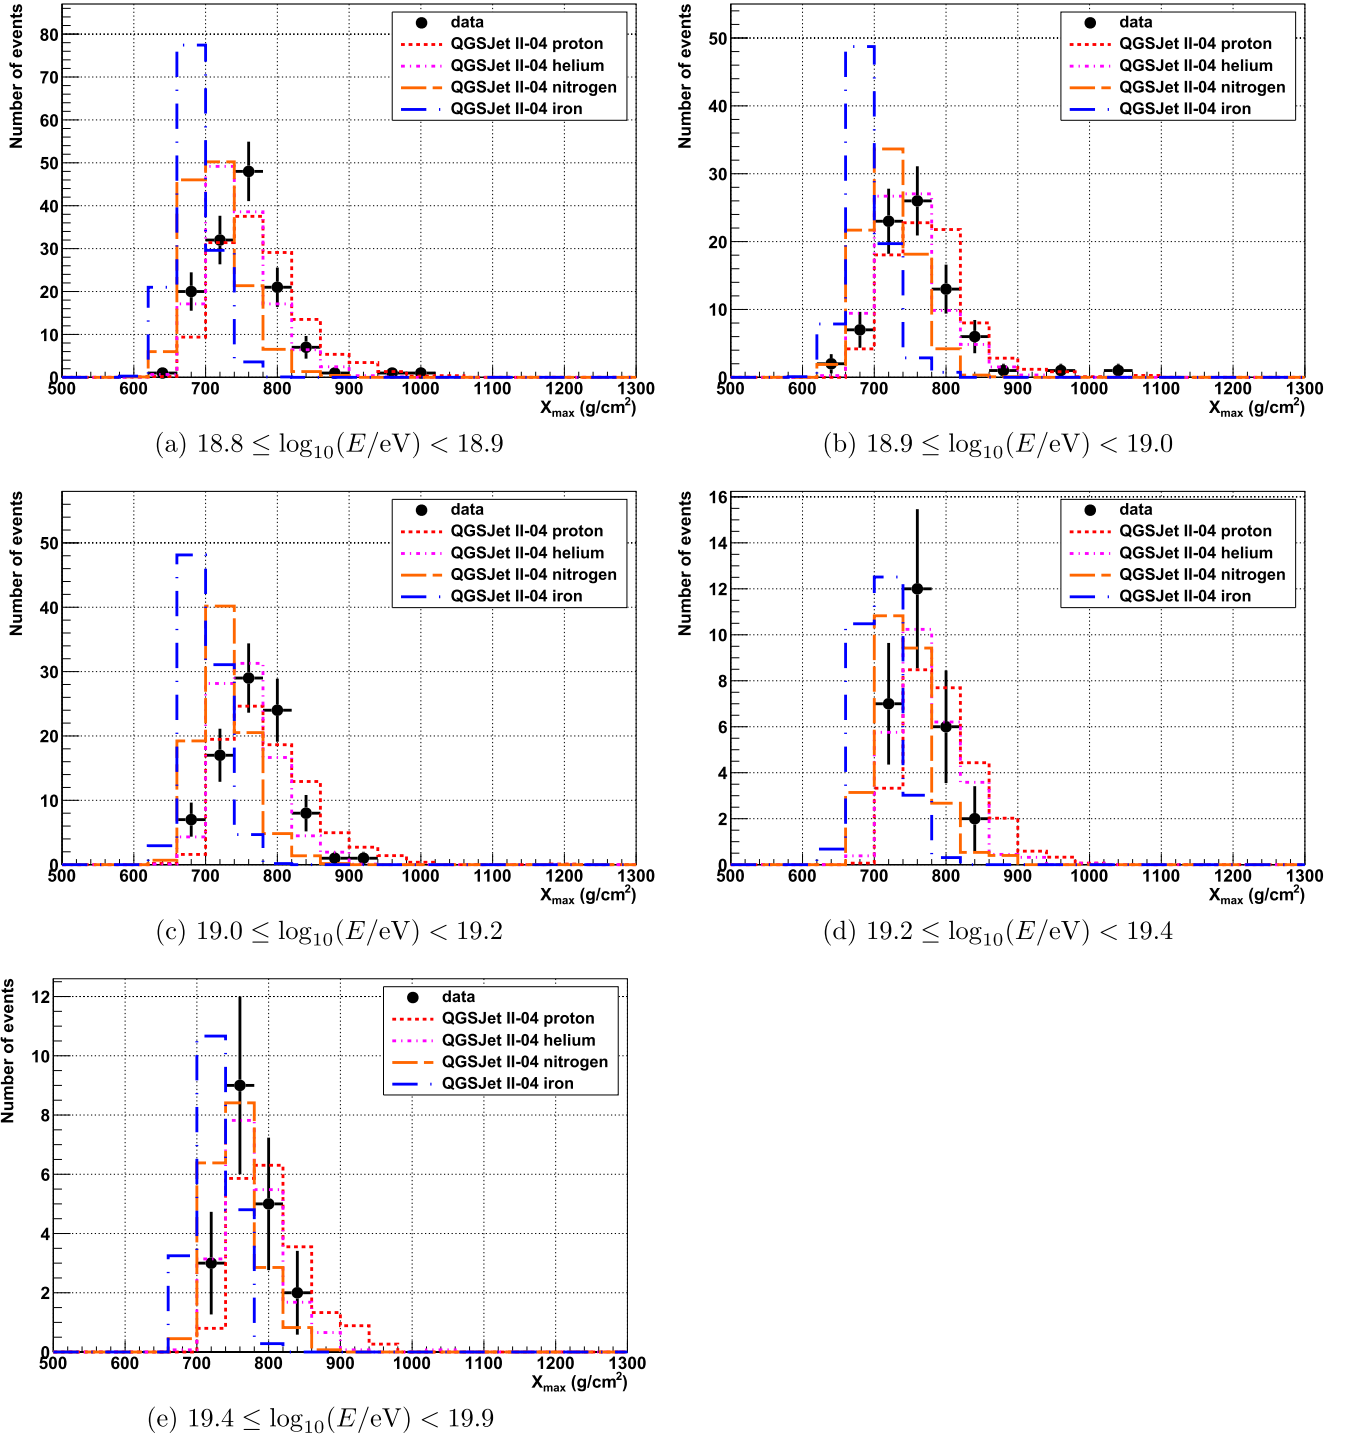 Number of events
80
70
60
50
40
30
20
10
0
500 600 700 800 900 1000 1100 1200 1300
X_max (g/cm²)
data
QGSJet II-04 proton
QGSJet II-04 helium
QGSJet II-04 nitrogen
QGSJet II-04 iron
(a) 18.8 ≤ log₁₀(E/eV) < 18.9
Number of events
50
40
30
20
10
0
500 600 700 800 900 1000 1100 1200 1300
X_max (g/cm²)
data
QGSJet II-04 proton
QGSJet II-04 helium
QGSJet II-04 nitrogen
QGSJet II-04 iron
(b) 18.9 ≤ log₁₀(E/eV) < 19.0
Number of events
50
40
30
20
10
0
500 600 700 800 900 1000 1100 1200 1300
X_max (g/cm²)
data
QGSJet II-04 proton
QGSJet II-04 helium
QGSJet II-04 nitrogen
QGSJet II-04 iron
(c) 19.0 ≤ log₁₀(E/eV) < 19.2
Number of events
16
14
12
10
8
6
4
2
0
500 600 700 800 900 1000 1100 1200 1300
X_max (g/cm²)
data
QGSJet II-04 proton
QGSJet II-04 helium
QGSJet II-04 nitrogen
QGSJet II-04 iron
(d) 19.2 ≤ log₁₀(E/eV) < 19.4
Number of events
12
10
8
6
4
2
0
500 600 700 800 900 1000 1100 1200 1300
X_max (g/cm²)
data
QGSJet II-04 proton
QGSJet II-04 helium
QGSJet II-04 nitrogen
QGSJet II-04 iron
(e) 19.4 ≤ log₁₀(E/eV) < 19.9